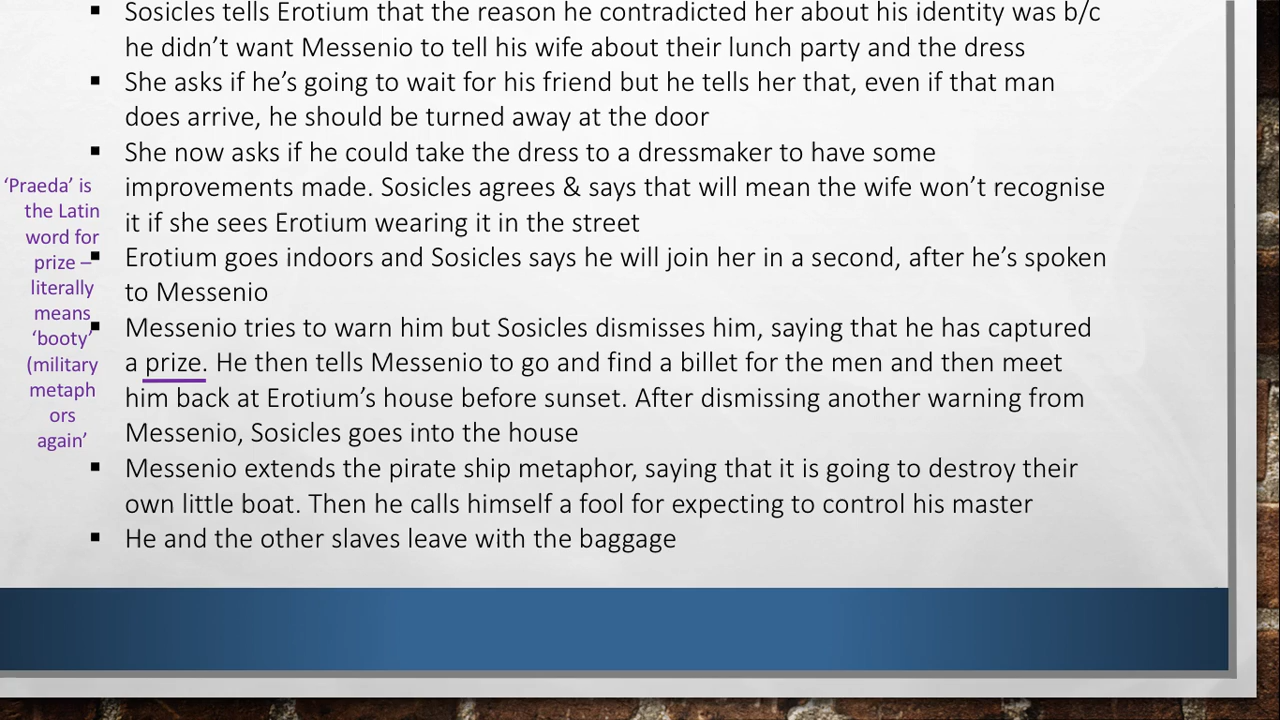 ▪ Sosicles tells Erotium that the reason he contradicted her about his identity was b/c
he didn’t want Messenio to tell his wife about their lunch party and the dress
▪ She asks if he’s going to wait for his friend but he tells her that, even if that man
does arrive, he should be turned away at the door
▪ She now asks if he could take the dress to a dressmaker to have some
improvements made. Sosicles agrees & says that will mean the wife won’t recognise
it if she sees Erotium wearing it in the street
▪ Erotium goes indoors and Sosicles says he will join her in a second, after he’s spoken
to Messenio
▪ Messenio tries to warn him but Sosicles dismisses him, saying that he has captured
a prize. He then tells Messenio to go and find a billet for the men and then meet
him back at Erotium’s house before sunset. After dismissing another warning from
Messenio, Sosicles goes into the house
▪ Messenio extends the pirate ship metaphor, saying that it is going to destroy their
own little boat. Then he calls himself a fool for expecting to control his master
▪ He and the other slaves leave with the baggage
‘Praeda’ is
the Latin
word for
prize –
literally
means
‘booty’
(military
metaph
ors
again’